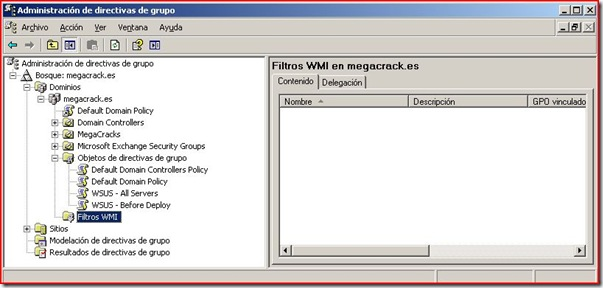 Administración de directivas de grupo
Archivo Acción Ver Ventana Ayuda
Administración de directivas de grupo
Bosque: megacrack.es
Dominios
megacrack.es
Default Domain Policy
Domain Controllers
MegaCracks
Microsoft Exchange Security Groups
Objetos de directivas de grupo
Default Domain Controllers Policy
Default Domain Policy
WSUS - All Servers
WSUS - Before Deploy
Filtros WMI
Sitios
Modelación de directivas de grupo
Resultados de directivas de grupo
Filtros WMI en megacrack.es
Contenido Delegación
Nombre Descripción GPO vinculado